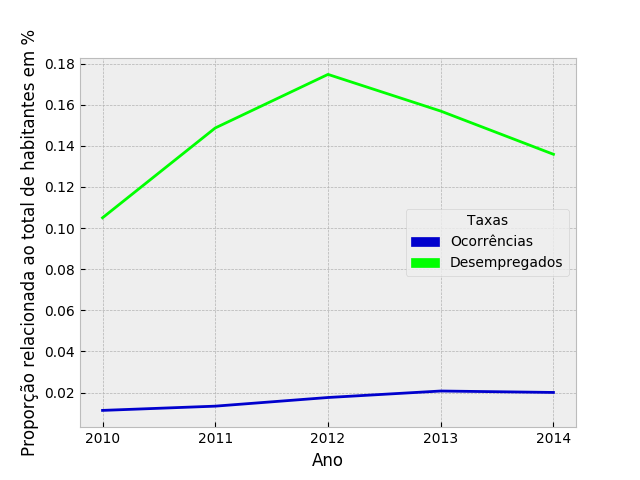 Proporção relacionada ao total de habitantes em %
0.18
0.16
0.14
0.12
0.10
0.08
0.06
0.04
0.02
Taxas
Ocorrências
Desempregados
2010 2011 2012 2013 2014
Ano